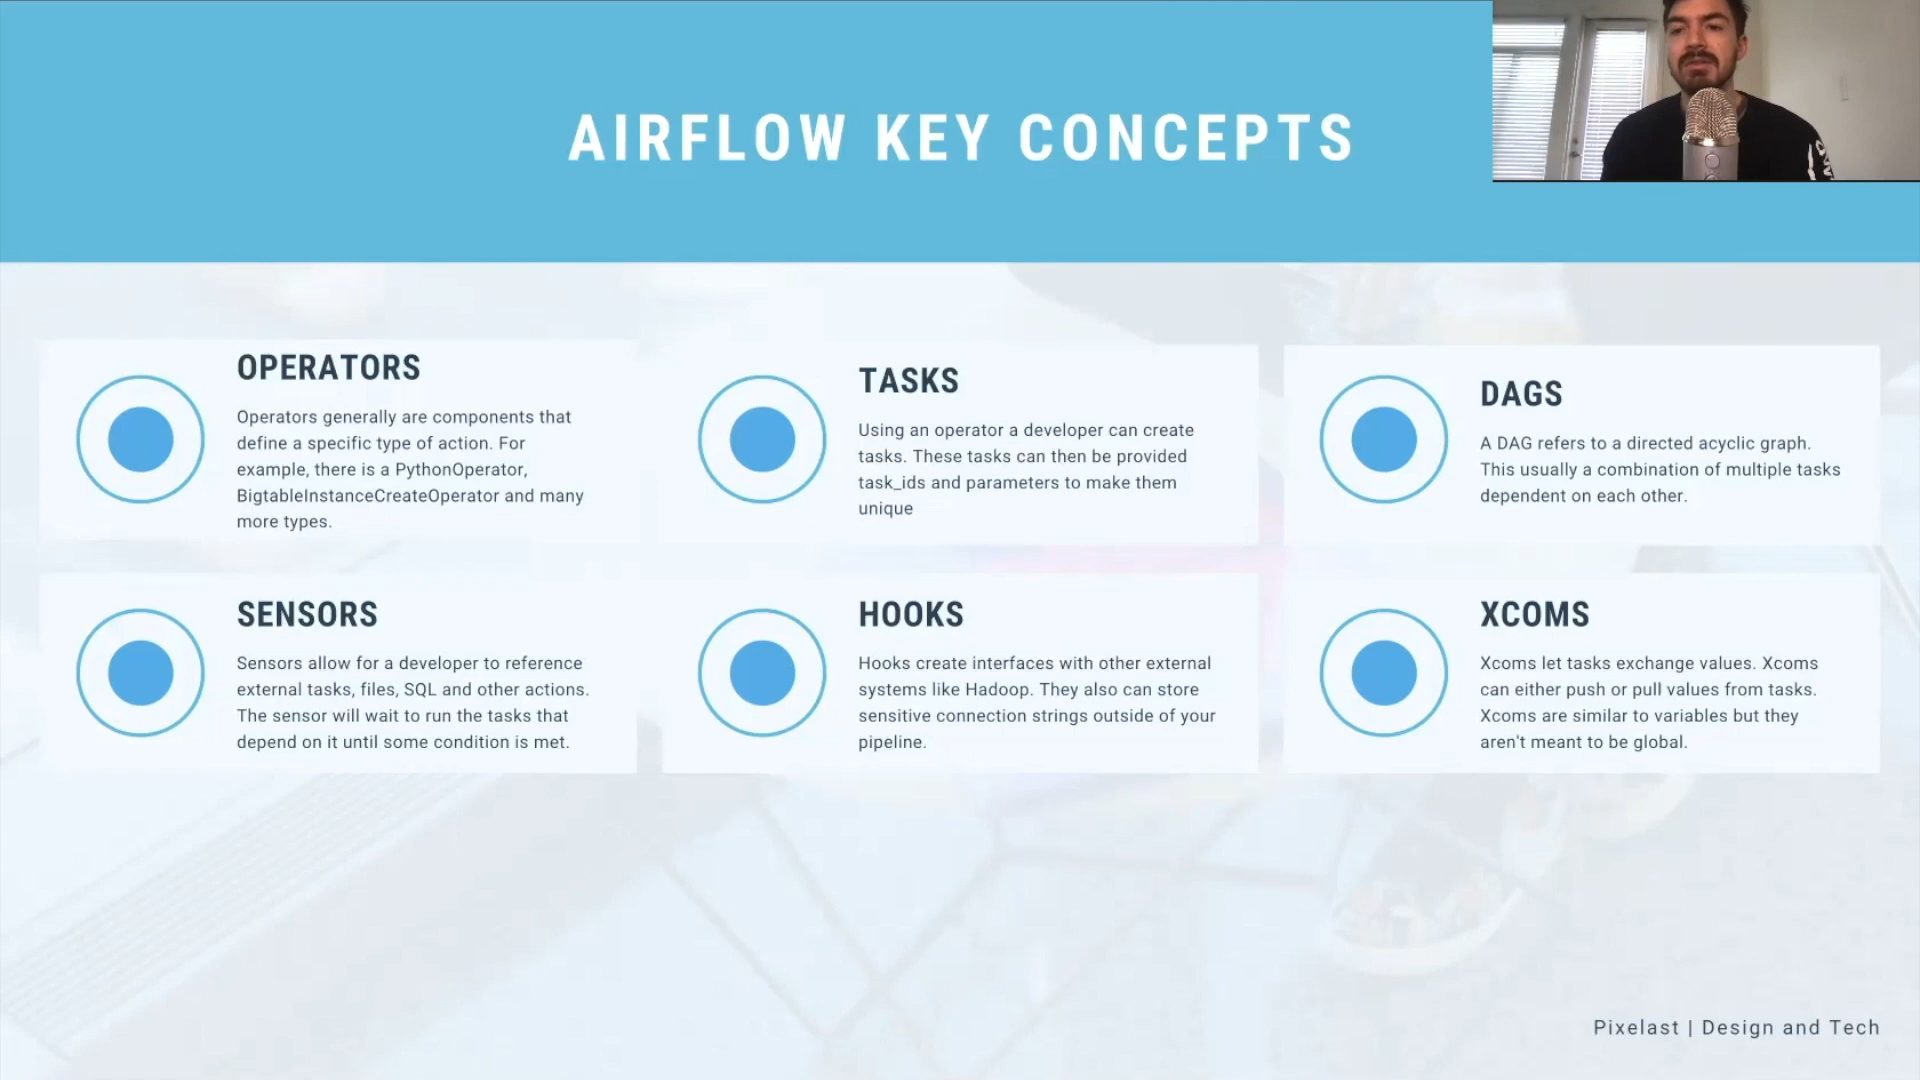 AIRFLOW KEY CONCEPTS
OPERATORS
Operators generally are components that
define a specific type of action. For
example, there is a PythonOperator,
BigtableInstanceCreateOperator and many
more types.
TASKS
Using an operator a developer can create
tasks. These tasks can then be provided
task_ids and parameters to make them
unique
DAGS
A DAG refers to a directed acyclic graph.
This usually a combination of multiple tasks
dependent on each other.
SENSORS
Sensors allow for a developer to reference
external tasks, files, SQL and other actions.
The sensor will wait to run the tasks that
depend on it until some condition is met.
HOOKS
Hooks create interfaces with other external
systems like Hadoop. They also can store
sensitive connection strings outside of your
pipeline.
XCOMS
Xcoms let tasks exchange values. Xcoms
can either push or pull values from tasks.
Xcoms are similar to variables but they
aren't meant to be global.
Pixelast | Design and Tech